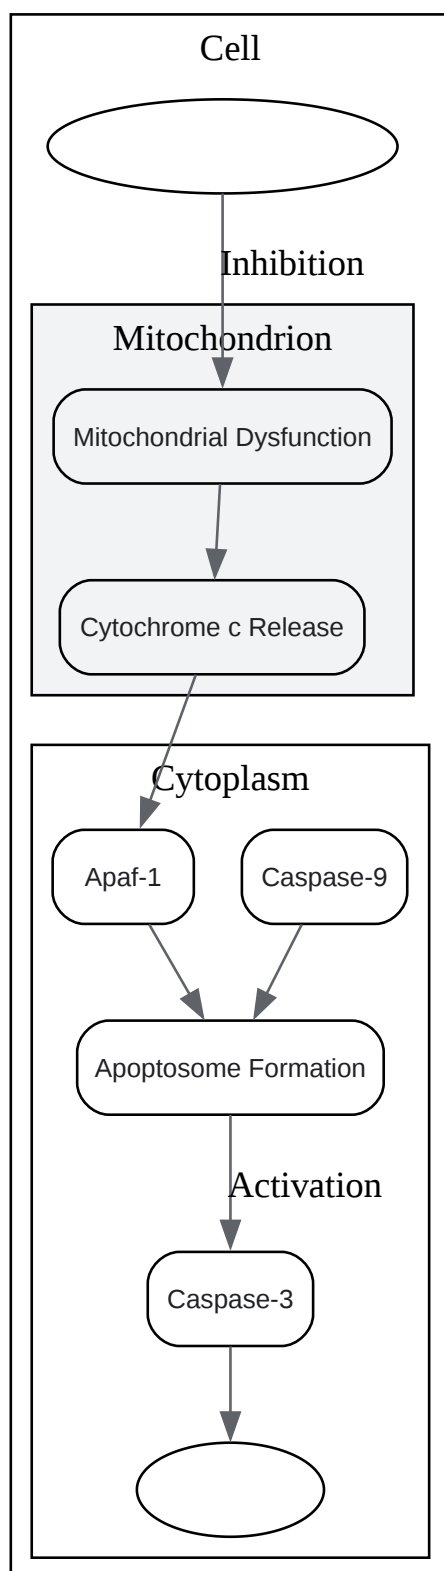 Cell
Inhibition
Mitochondrion
Mitochondrial Dysfunction
Cytochrome c Release
Cytoplasm
Apaf-1
Caspase-9
Apoptosome Formation
Activation
Caspase-3